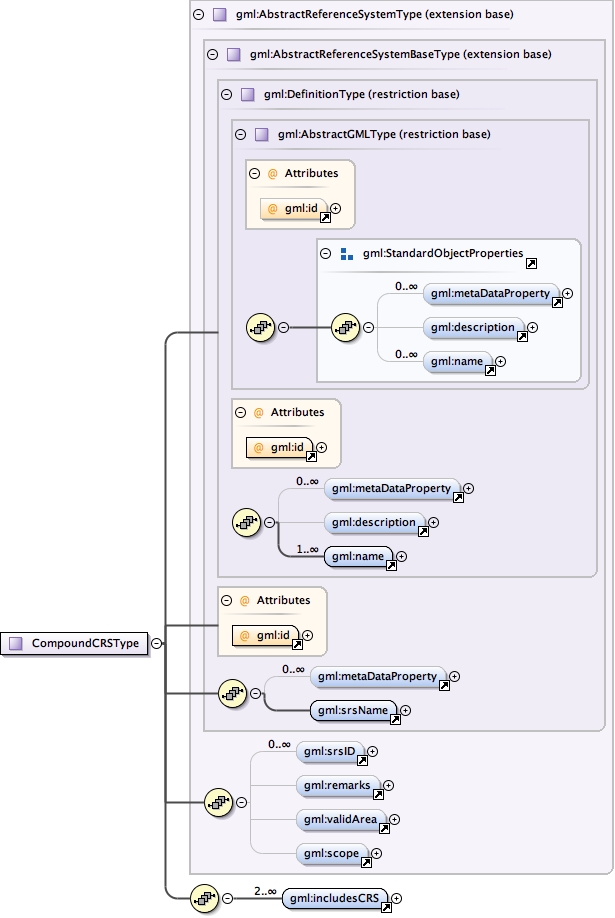 gml:AbstractReferenceSystemType (extension base)
gml:AbstractReferenceSystemBaseType (extension base)
gml:DefinitionType (restriction base)
gml:AbstractGMLType (restriction base)
@ Attributes
@ gml:id
gml:StandardObjectProperties
0..∞ gml:metaDataProperty
gml:description
0..∞ gml:name
@ Attributes
@ gml:id
0..∞ gml:metaDataProperty
gml:description
1..∞ gml:name
@ Attributes
@ gml:id
CompoundCRSType
0..∞ gml:metaDataProperty
gml:srsName
0..∞ gml:srsID
gml:remarks
gml:validArea
gml:scope
2..∞ gml:includesCRS